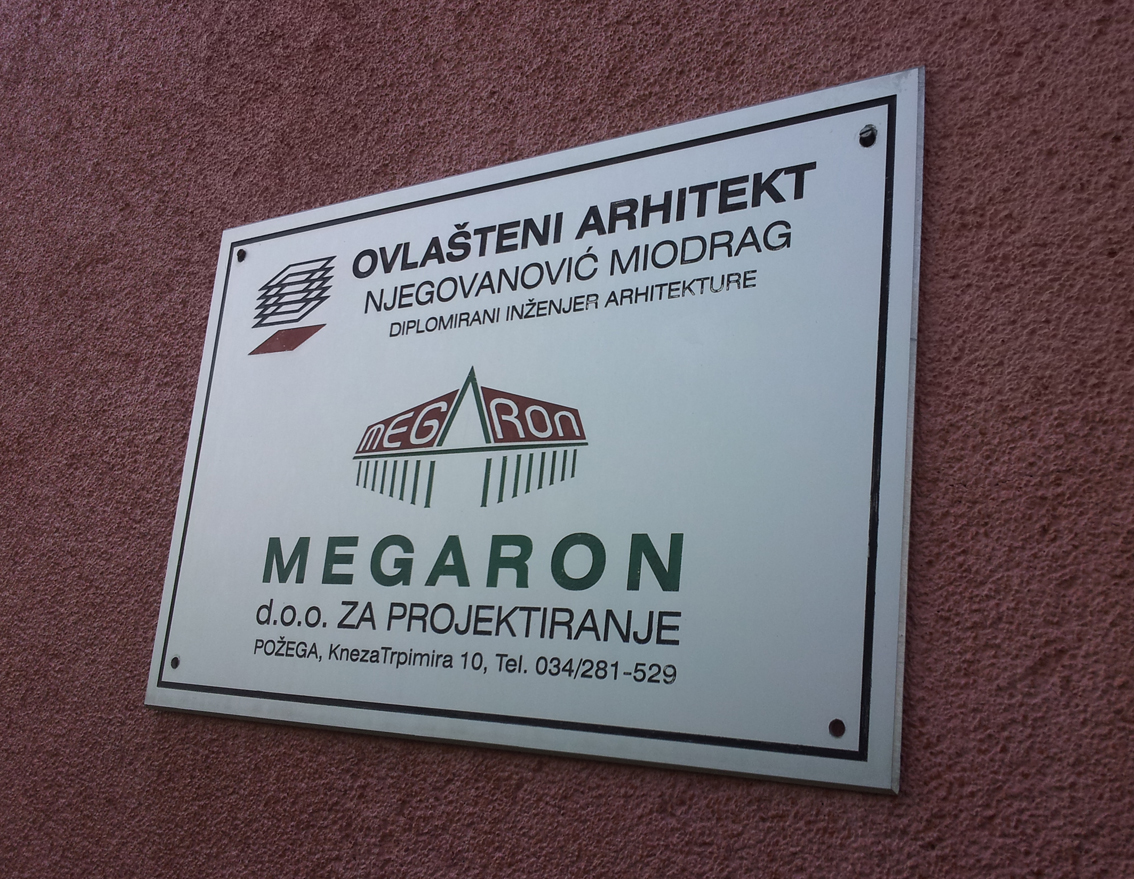 OVLAŠTENI ARHITEKT
NJEGOVANOVIĆ MIODRAG
DIPLOMIRANI INŽENJER ARHITEKTURE
mEGARon
MEGARON
d.o.o. ZA PROJEKTIRANJE
POŽEGA, KnezaTrpimira 10, Tel. 034/281-529